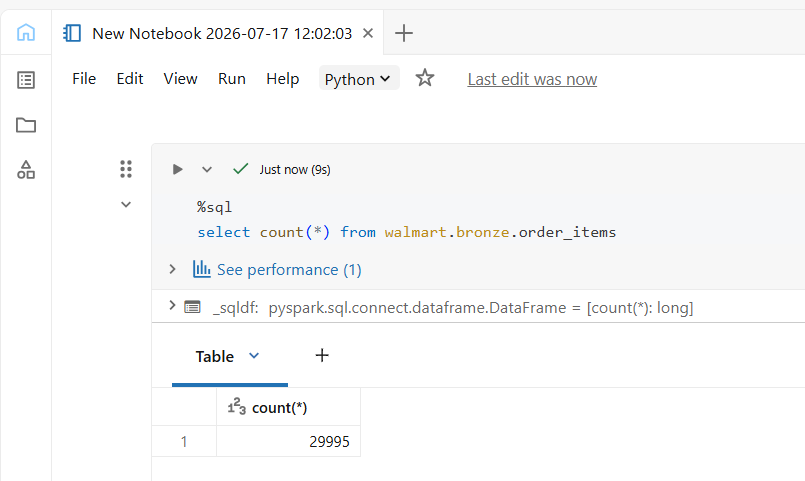 New Notebook 2026-07-17 12:02:03
File Edit View Run Help Python Last edit was now
Just now (9s)
%sql
select count(*) from walmart.bronze.order_items
See performance (1)
_sqldf: pyspark.sql.connect.dataframe.DataFrame = [count(*): long]
Table
123 count(*)
1 29995